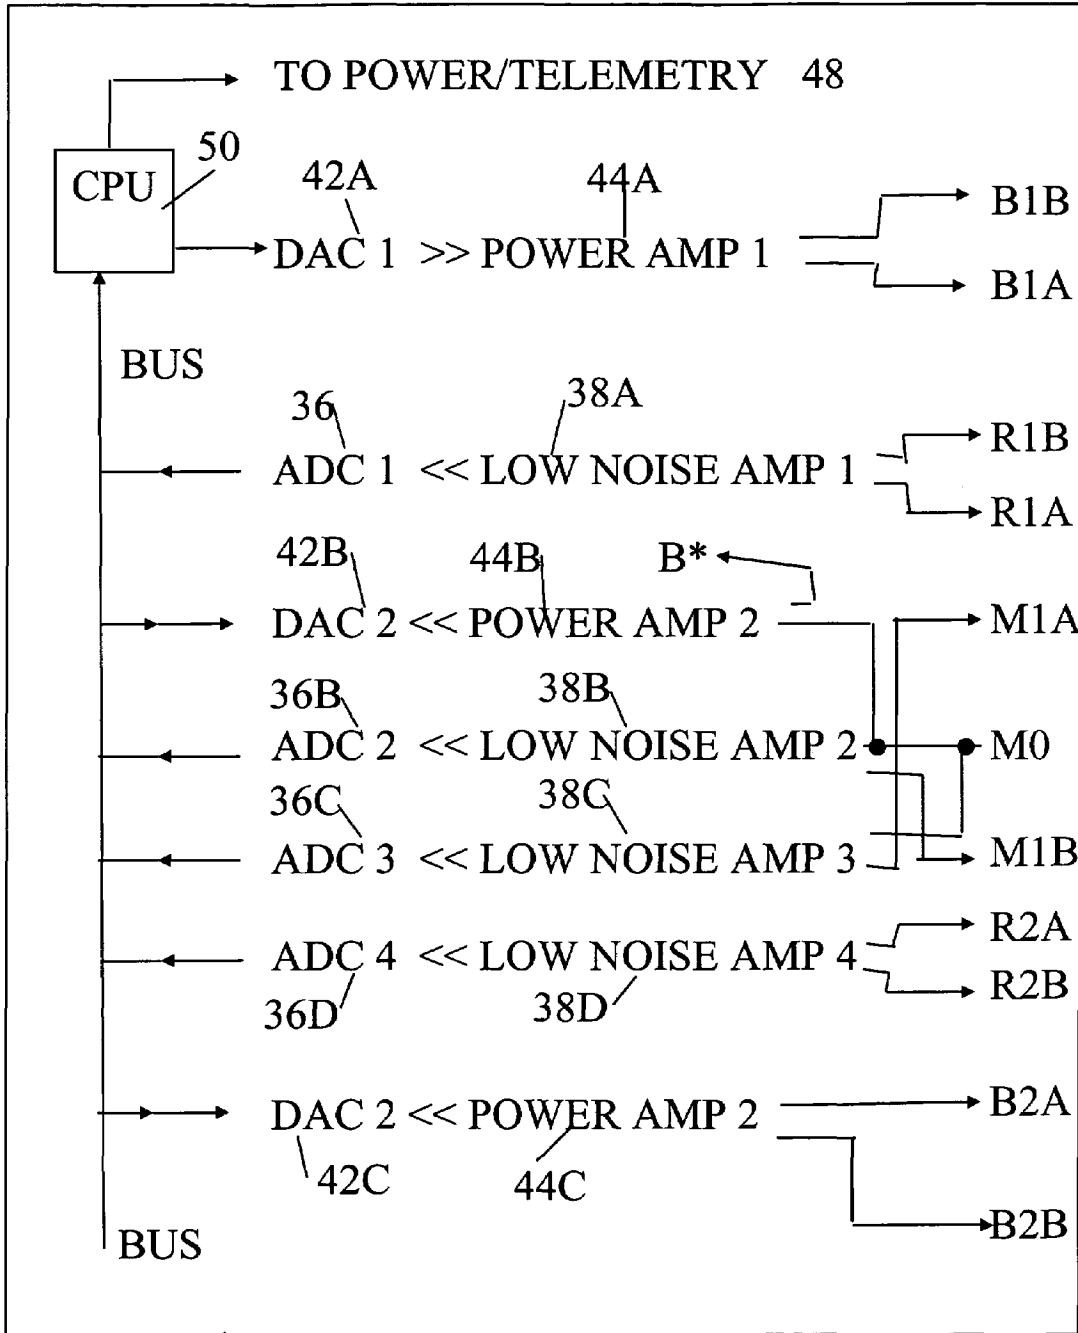 TO POWER/TELEMETRY 48
50
CPU
42A
44A
B1B
DAC 1 >> POWER AMP 1
B1A
BUS
36
38A
R1B
ADC 1 << LOW NOISE AMP 1
R1A
42B
44B
B*
DAC 2 << POWER AMP 2
M1A
36B
38B
ADC 2 << LOW NOISE AMP 2
M0
36C
38C
ADC 3 << LOW NOISE AMP 3
M1B
R2A
ADC 4 << LOW NOISE AMP 4
R2B
36D
38D
B2A
DAC 2 << POWER AMP 2
42C
44C
B2B
BUS